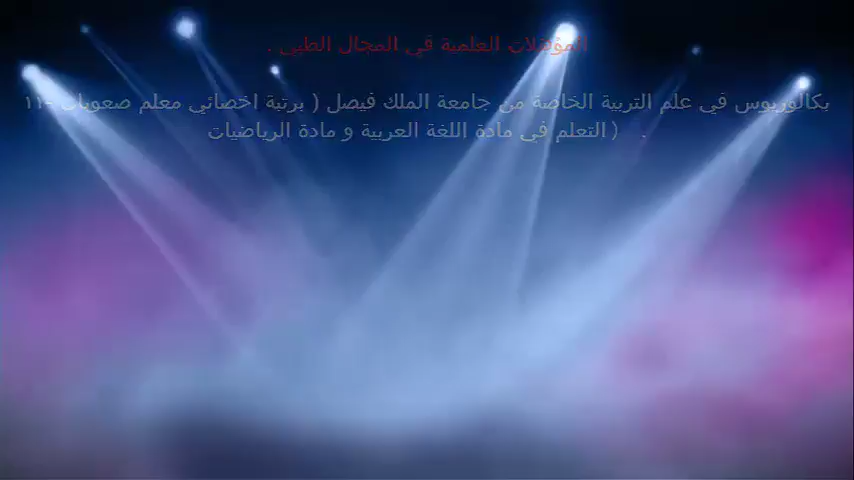 المؤهلات العلمية في المجال الطبي .
١١- بكالوريوس في علم التربية الخاصة من جامعة الملك فيصل ( برتبة اخصائي معلم صعوبات
التعلم في مادة اللغة العربية و مادة الرياضيات ) .